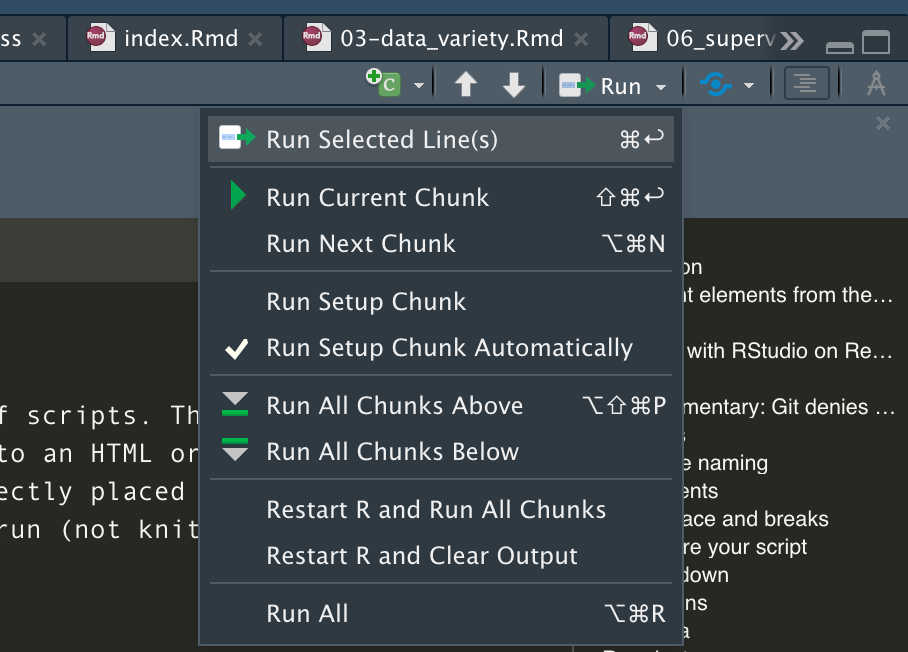 ss × index.Rmd × 03-data_variety.Rmd × 06_superv
Run
Run Selected Line(s) ⌘↩
Run Current Chunk ⇧⌘↩
Run Next Chunk ⌥⌘N
Run Setup Chunk
Run Setup Chunk Automatically
Run All Chunks Above ⌥⇧⌘P
Run All Chunks Below
Restart R and Run All Chunks
Restart R and Clear Output
Run All ⌥⌘R
f scripts. Th
to an HTML or
ectly placed
run (not knit
on
nt elements from the…
with RStudio on Re…
mentary: Git denies …
s
e naming
ents
ace and breaks
re your script
down
ns
a